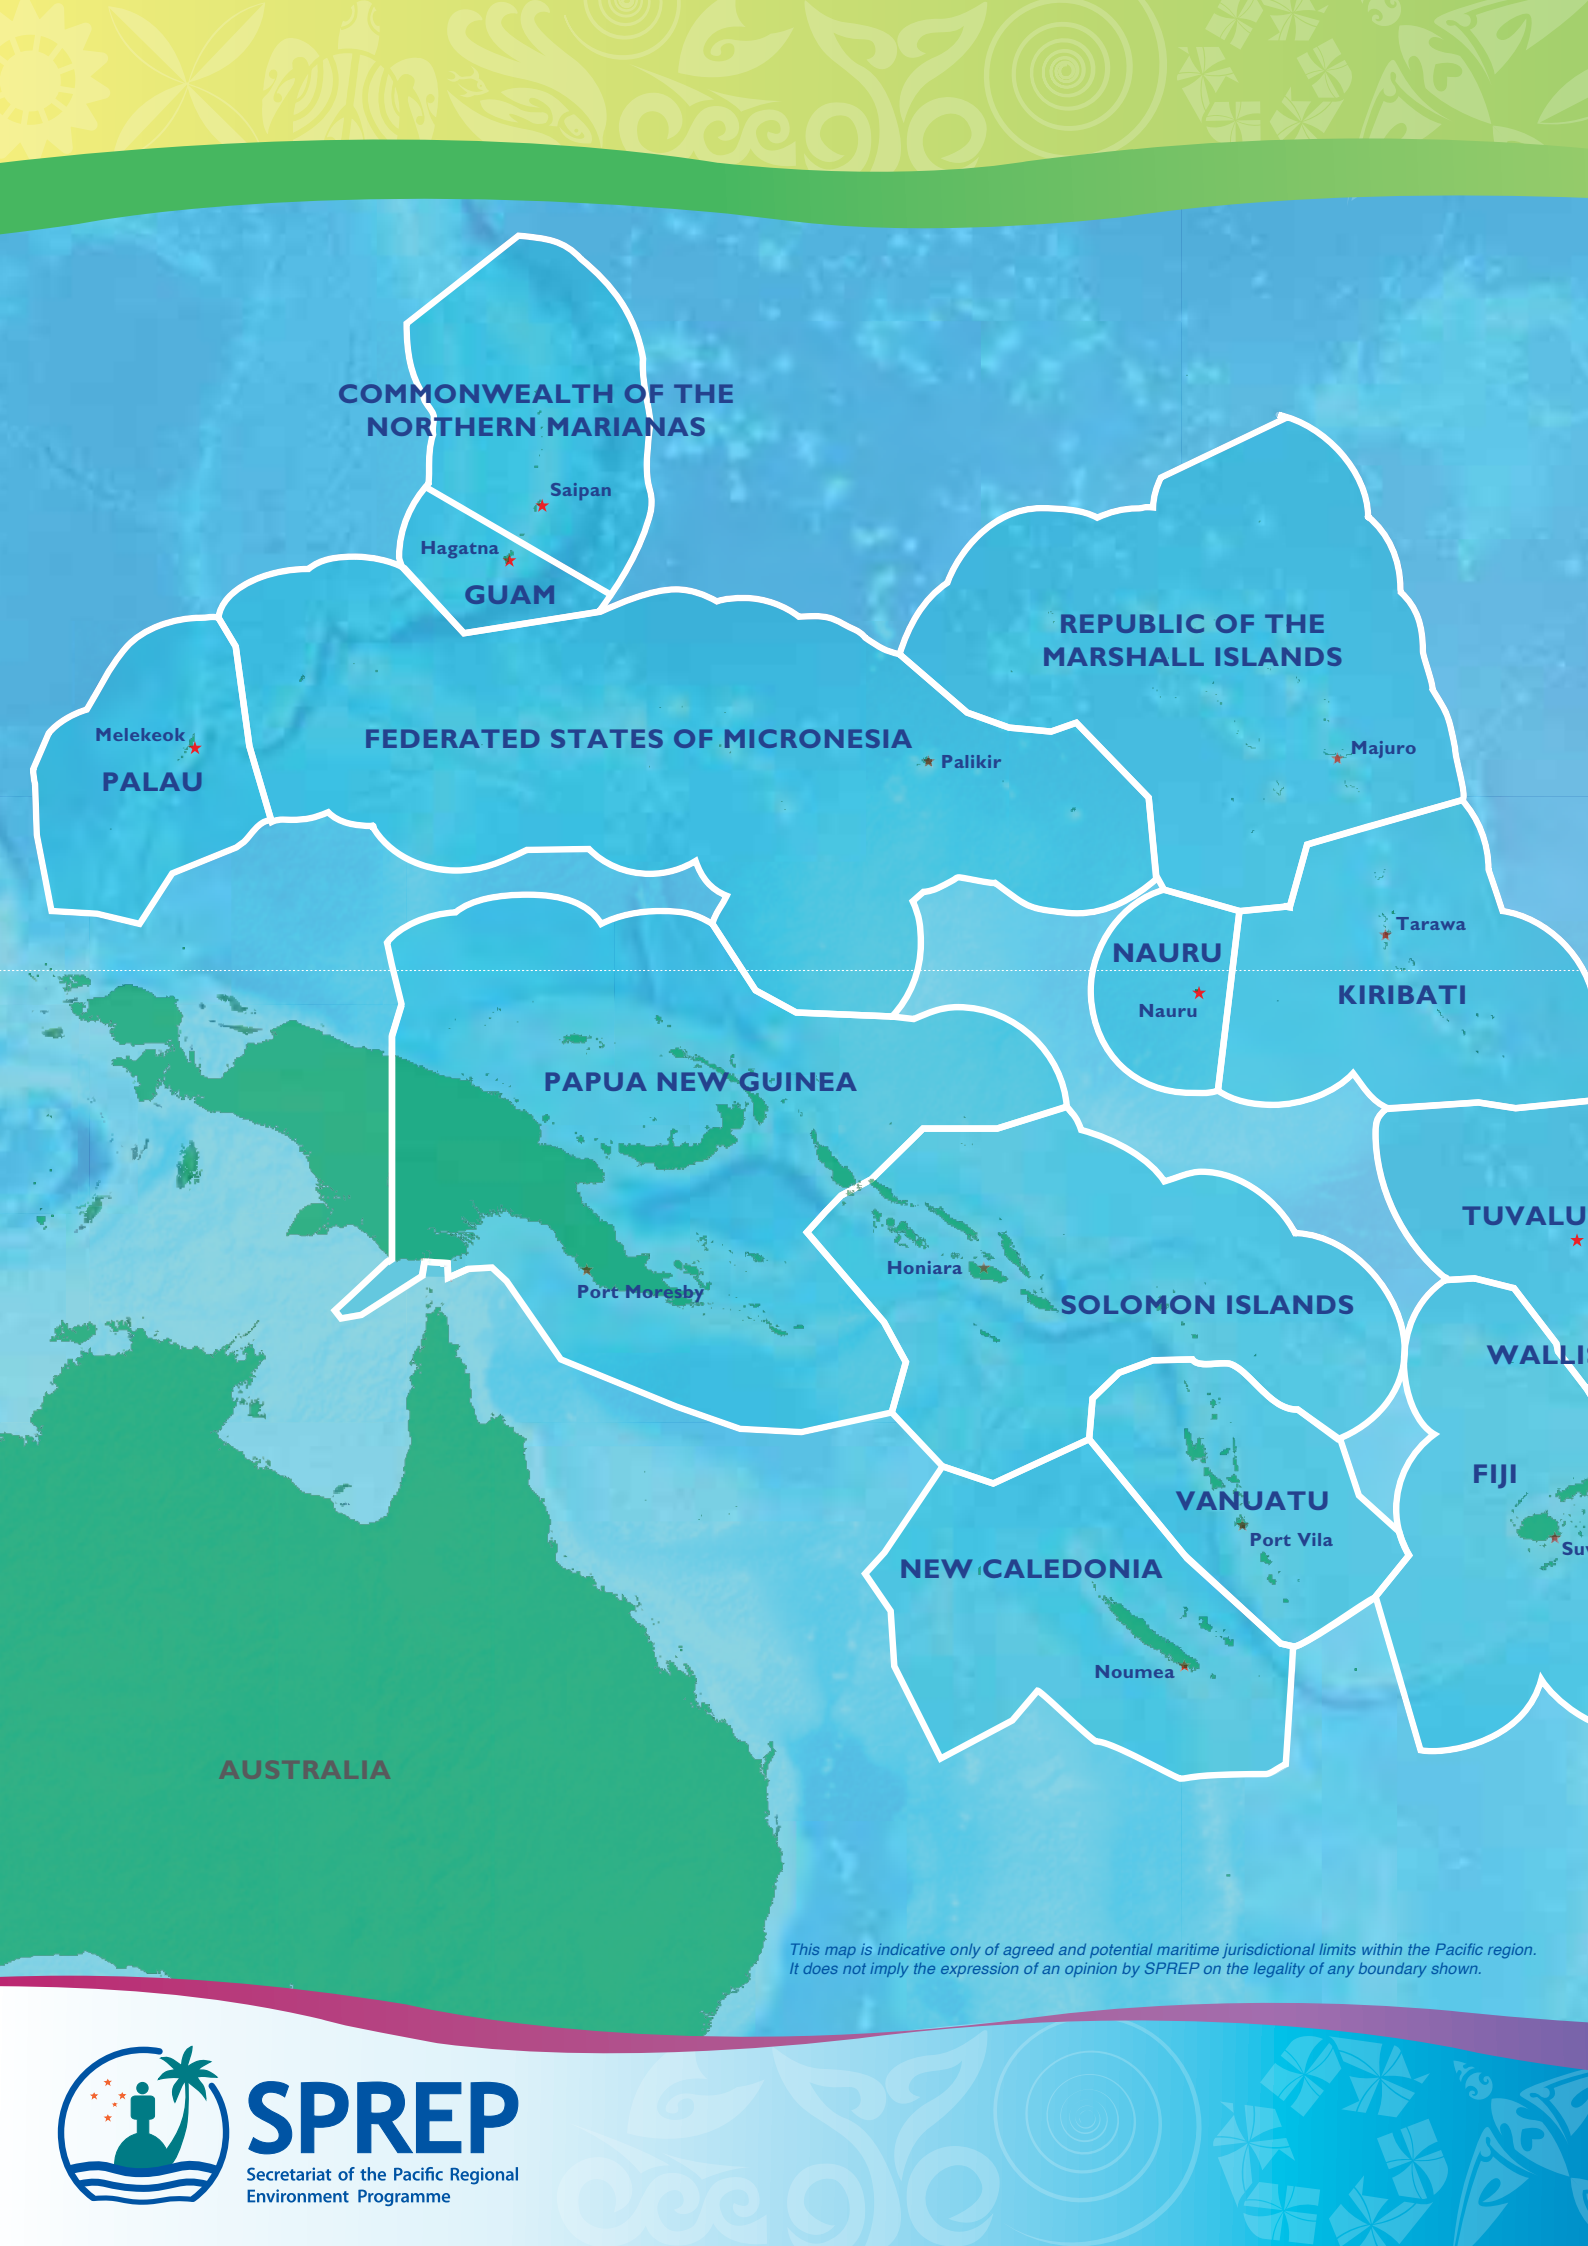 COMMONWEALTH OF THE
NORTHERN MARIANAS
Saipan
Hagatna
GUAM
REPUBLIC OF THE
MARSHALL ISLANDS
Melekeok
PALAU
FEDERATED STATES OF MICRONESIA
Palikir
Majuro
Tarawa
NAURU
KIRIBATI
Nauru
PAPUA NEW GUINEA
TUVALU
Honiara
Port Moresby
SOLOMON ISLANDS
WALLIS
FIJI
VANUATU
Port Vila
NEW CALEDONIA
Noumea
AUSTRALIA
This map is indicative only of agreed and potential maritime jurisdictional limits within the Pacific region.
It does not imply the expression of an opinion by SPREP on the legality of any boundary shown.
SPREP
Secretariat of the Pacific Regional
Environment Programme